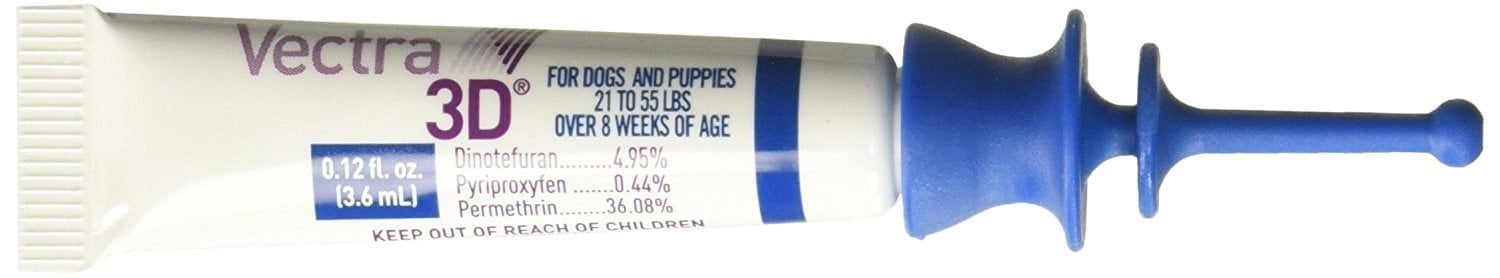 Vectra
3D®
FOR DOGS AND PUPPIES
21 TO 55 LBS
OVER 8 WEEKS OF AGE
0.12 fl. oz.
(3.6 mL)
Dinotefuran.........4.95%
Pyriproxyfen ......0.44%
Permethrin.......36.08%
KEEP OUT OF REACH OF CHILDREN